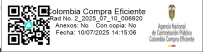 Colombia Compra Eficiente
Rad No. 2_2025_07_10_006920
Anexos: No Con copia: No
Fecha: 10/07/2025 14:15:06
Agencia Nacional
de Contratación Pública
Colombia Compra Eficiente